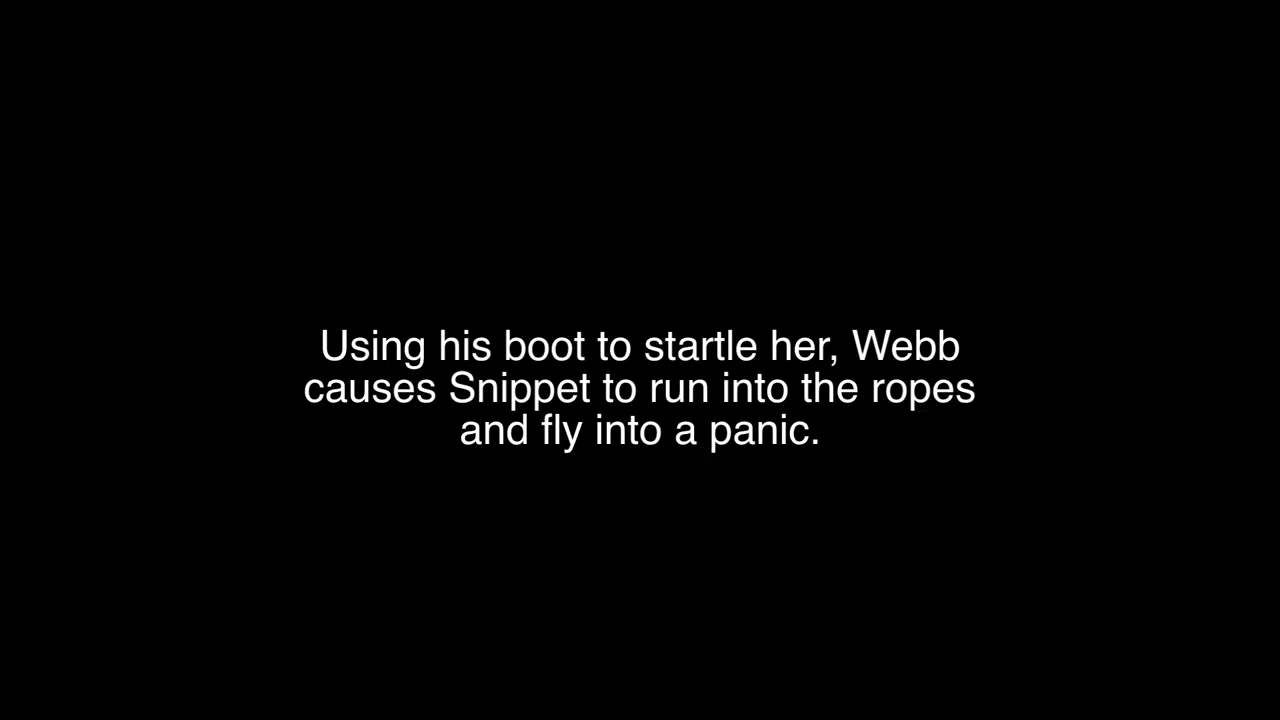 Using his boot to startle her, Webb
causes Snippet to run into the ropes
and fly into a panic.